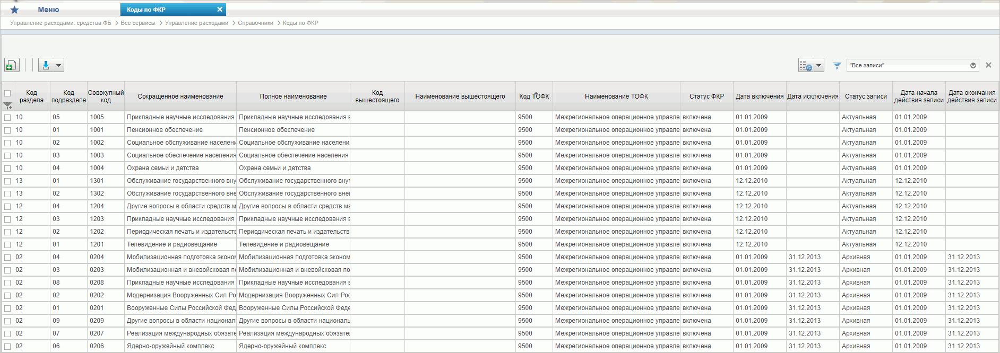 Меню Коды по ФКР
Управление расходами: средства ФБ Все сервисы Управление расходами Справочники Коды по ФКР
"Все записи"
Код раздела Код подраздела Совокупный код Сокращенное наименование Полное наименование Код вышестоящего Наименование вышестоящего Код ТОФК Наименование ТОФК Статус ФКР Дата включения Дата исключения Статус записи Дата начала действия записи Дата окончания действия записи
10 05 1005 Прикладные научные исследования Прикладные научные исследования в 9500 Межрегиональное операционное управле включена 01.01.2009 Актуальная 01.01.2009
10 01 1001 Пенсионное обеспечение Пенсионное обеспечение 9500 Межрегиональное операционное управле включена 01.01.2009 Актуальная 01.01.2009
10 02 1002 Социальное обслуживание населени Социальное обслуживание населени 9500 Межрегиональное операционное управле включена 01.01.2009 Актуальная 01.01.2009
10 03 1003 Социальное обеспечение населения Социальное обеспечение населения 9500 Межрегиональное операционное управле включена 01.01.2009 Актуальная 01.01.2009
10 04 1004 Охрана семьи и детства Охрана семьи и детства 9500 Межрегиональное операционное управле включена 01.01.2009 Актуальная 01.01.2009
13 01 1301 Обслуживание государственного вну Обслуживание государственного внут 9500 Межрегиональное операционное управле включена 12.12.2010 Актуальная 12.12.2010
13 02 1302 Обслуживание государственного вне Обслуживание государственного вне 9500 Межрегиональное операционное управле включена 12.12.2010 Актуальная 12.12.2010
12 04 1204 Другие вопросы в области средств м Другие вопросы в области средств ма 9500 Межрегиональное операционное управле включена 12.12.2010 Актуальная 12.12.2010
12 03 1203 Прикладные научные исследования Прикладные научные исследования в 9500 Межрегиональное операционное управле включена 12.12.2010 Актуальная 12.12.2010
12 02 1202 Периодическая печать и издательств Периодическая печать и издательств 9500 Межрегиональное операционное управле включена 12.12.2010 Актуальная 12.12.2010
12 01 1201 Телевидение и радиовещание Телевидение и радиовещание 9500 Межрегиональное операционное управле включена 12.12.2010 Актуальная 12.12.2010
02 04 0204 Мобилизационная подготовка эконом Мобилизационная подготовка эконом 9500 Межрегиональное операционное управле включена 01.01.2009 31.12.2013 Архивная 01.01.2009 31.12.2013
02 03 0203 Мобилизационная и вневойсковая по Мобилизационная и вневойсковая по 9500 Межрегиональное операционное управле включена 01.01.2009 31.12.2013 Архивная 01.01.2009 31.12.2013
02 08 0208 Прикладные научные исследования Прикладные научные исследования в 9500 Межрегиональное операционное управле включена 01.01.2009 31.12.2013 Архивная 01.01.2009 31.12.2013
02 02 0202 Модернизация Вооруженных Сил Ро Модернизация Вооруженных Сил Рос 9500 Межрегиональное операционное управле включена 01.01.2009 31.12.2013 Архивная 01.01.2009 31.12.2013
02 01 0201 Вооруженные Силы Российской Фед Вооруженные Силы Российской Феде 9500 Межрегиональное операционное управле включена 01.01.2009 31.12.2013 Архивная 01.01.2009 31.12.2013
02 09 0209 Другие вопросы в области национал Другие вопросы в области националь 9500 Межрегиональное операционное управле включена 01.01.2009 31.12.2013 Архивная 01.01.2009 31.12.2013
02 07 0207 Реализация международных обязате Реализация международных обязател 9500 Межрегиональное операционное управле включена 01.01.2009 31.12.2013 Архивная 01.01.2009 31.12.2013
02 06 0206 Ядерно-оружейный комплекс Ядерно-оружейный комплекс 9500 Межрегиональное операционное управле включена 01.01.2009 31.12.2013 Архивная 01.01.2009 31.12.2013